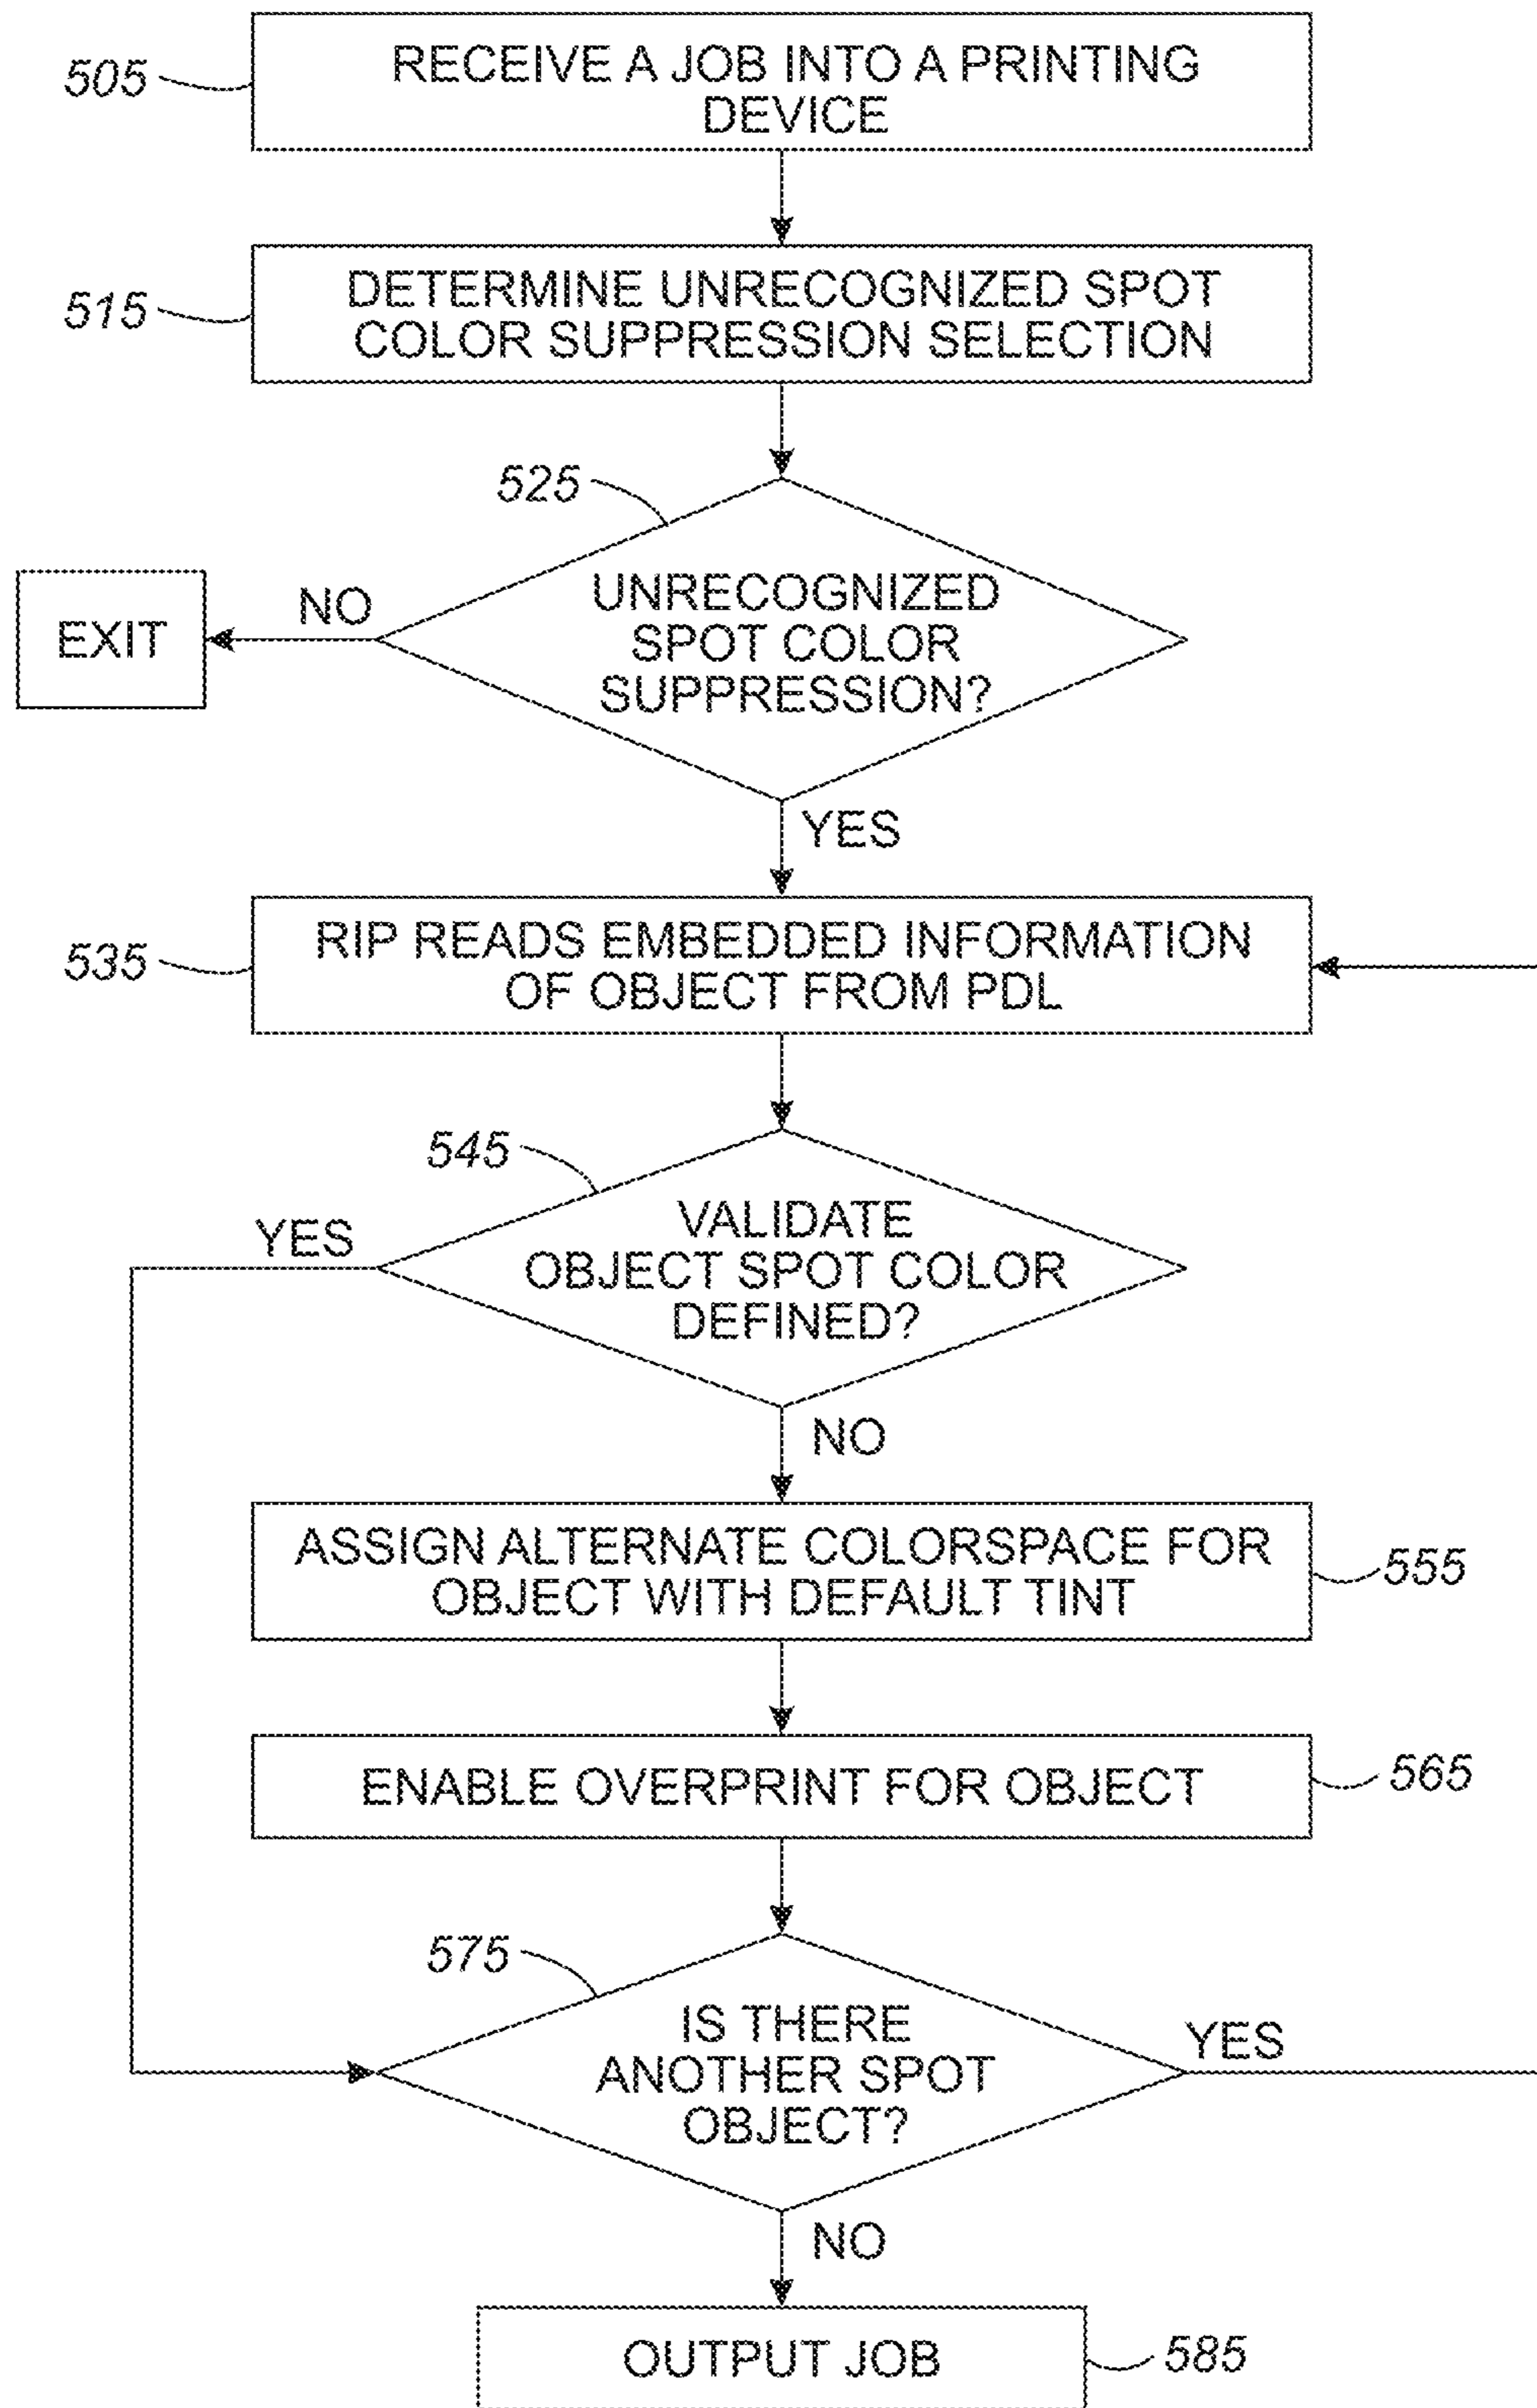 505
RECEIVE A JOB INTO A PRINTING
DEVICE
515
DETERMINE UNRECOGNIZED SPOT
COLOR SUPPRESSION SELECTION
525
UNRECOGNIZED
SPOT COLOR
SUPPRESSION?
NO
EXIT
YES
535
RIP READS EMBEDDED INFORMATION
OF OBJECT FROM PDL
545
VALIDATE
OBJECT SPOT COLOR
DEFINED?
YES
NO
ASSIGN ALTERNATE COLORSPACE FOR
OBJECT WITH DEFAULT TINT
555
ENABLE OVERPRINT FOR OBJECT
565
575
IS THERE
ANOTHER SPOT
OBJECT?
YES
NO
OUTPUT JOB
585